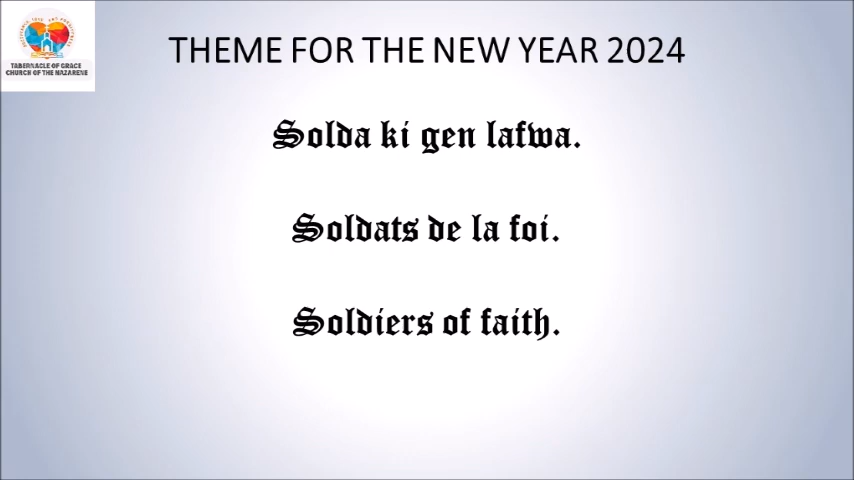 TABERNACLE OF GRACE
CHURCH OF THE NAZARENE
THEME FOR THE NEW YEAR 2024
Solda ki gen lafwa.
Soldats de la foi.
Soldiers of faith.